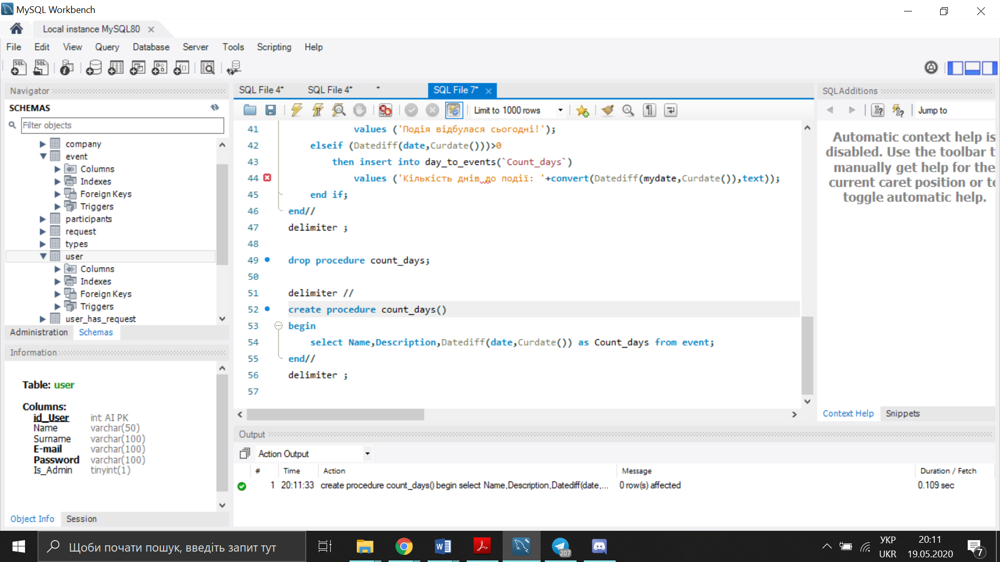 MySQL Workbench
Local instance MySQL80
File Edit View Query Database Server Tools Scripting Help
Navigator
SCHEMAS
Filter objects
company
event
Columns
Indexes
Foreign Keys
Triggers
participants
request
types
user
Columns
Indexes
Foreign Keys
Triggers
user_has_request
Administration Schemas
Information
Table: user
Columns:
id_User int AI PK
Name varchar(50)
Surname varchar(100)
E-mail varchar(100)
Password varchar(100)
Is_Admin tinyint(1)
Object Info Session
SQL File 4* SQL File 4* * SQL File 7*
Limit to 1000 rows
41 values ('Подія відбулася сьогодні!');
42 elseif (Datediff(date,Curdate()))>0
43 then insert into day_to_events(`Count_days`)
44 values ('Кількість днів до події: '+convert(Datediff(mydate,Curdate()),text));
45 end if;
46 end//
47 delimiter ;
48
49 drop procedure count_days;
50
51 delimiter //
52 create procedure count_days()
53 begin
54 select Name,Description,Datediff(date,Curdate()) as Count_days from event;
55 end//
56 delimiter ;
57
SQLAdditions
Jump to
Automatic context help is
disabled. Use the toolbar t
manually get help for the
current caret position or to
toggle automatic help.
Context Help Snippets
Output
Action Output
# Time Action Message Duration / Fetch
1 20:11:33 create procedure count_days() begin select Name,Description,Datediff(date,... 0 row(s) affected 0.109 sec
Щоби почати пошук, введіть запит тут
207
УКР
UKR
20:11
19.05.2020
7